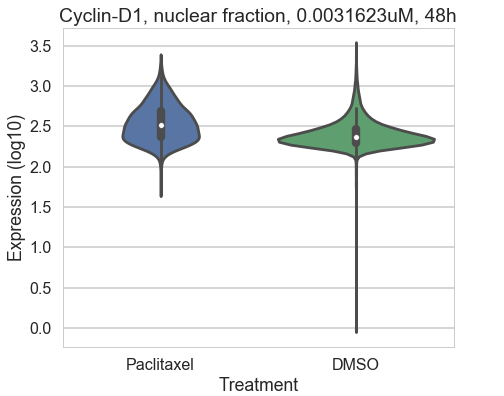 Cyclin-D1, nuclear fraction, 0.0031623uM, 48h
Expression (log10)
3.5
3.0
2.5
2.0
1.5
1.0
0.5
0.0
Paclitaxel DMSO
Treatment